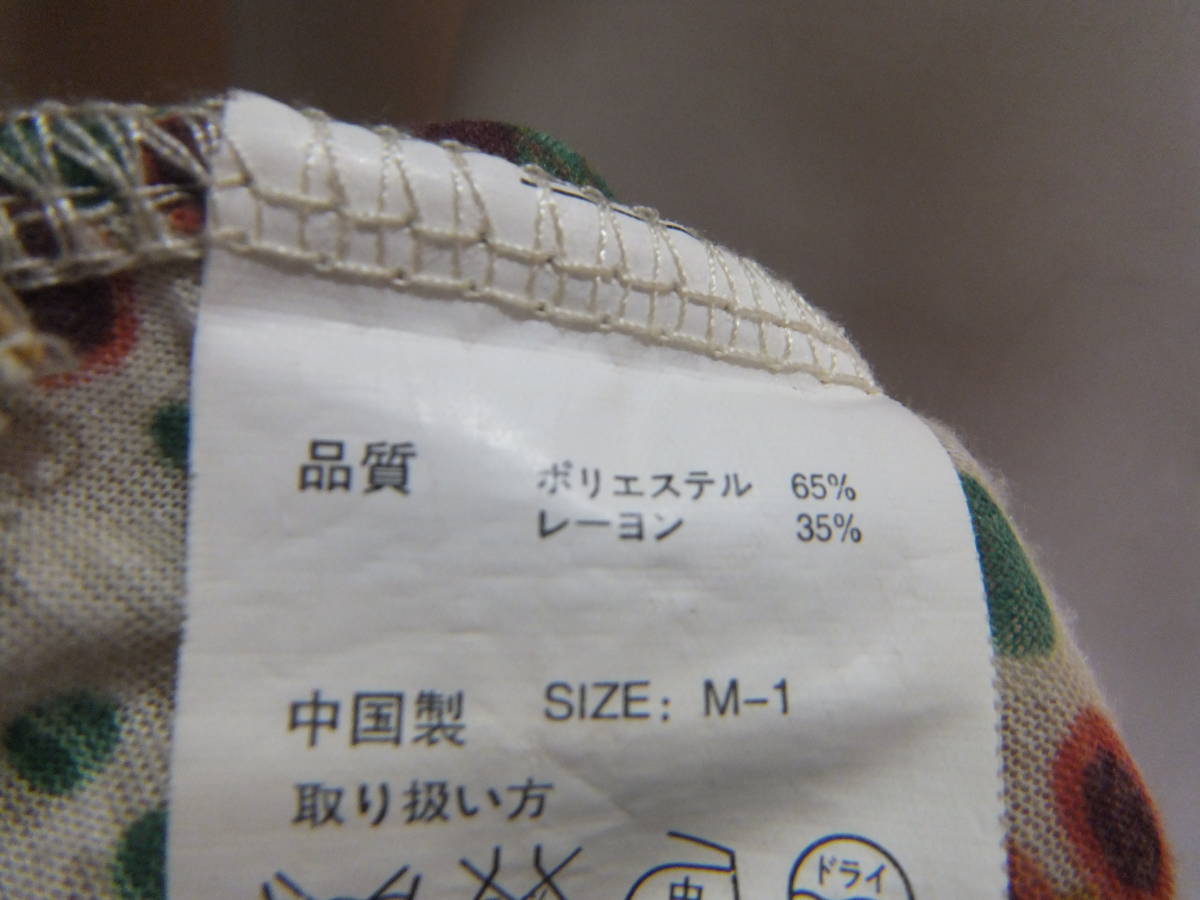 品質 ポリエステル 65%
レーヨン 35%
中国製 SIZE: M-1
取り扱い方
中 ドライ